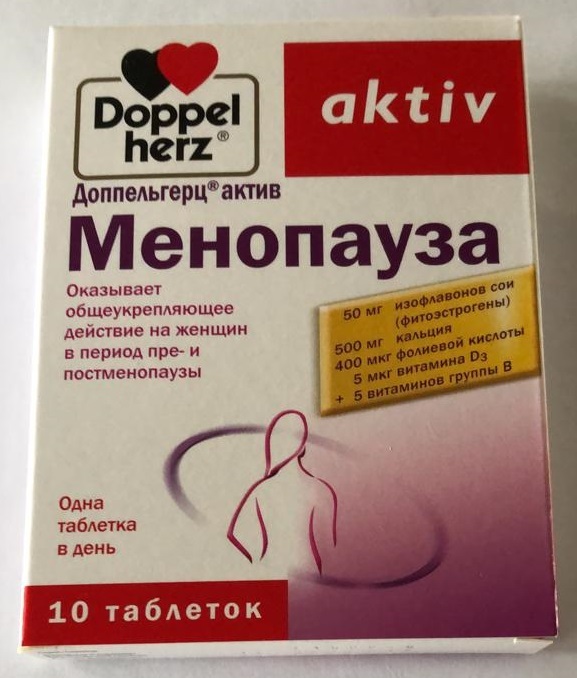 Doppel
herz®
aktiv
Доппельгерц® актив
Менопауза
Оказывает
общеукрепляющее
действие на женщин
в период пре- и
постменопаузы
50 мг изофлавонов сои
(фитоэстрогены)
500 мг кальция
400 мкг фолиевой кислоты
5 мкг витамина D3
+ 5 витаминов группы В
Одна
таблетка
в день
10 таблеток